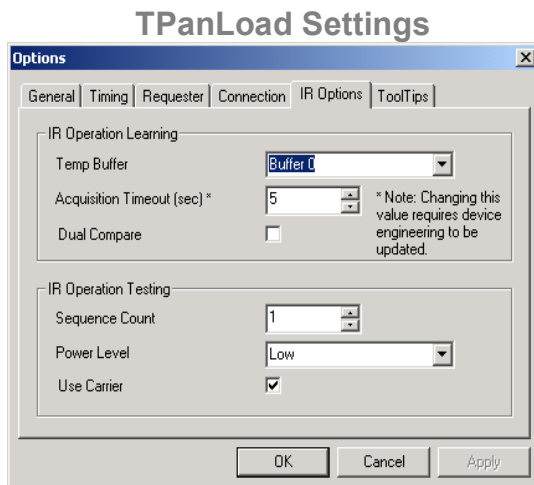 TPanLoad Settings
Options
General Timing Requester Connection IR Options ToolTips
IR Operation Learning
Temp Buffer Buffer 0
Acquisition Timeout (sec) * 5
* Note: Changing this
value requires device
engineering to be
updated.
Dual Compare
IR Operation Testing
Sequence Count 1
Power Level Low
Use Carrier
OK Cancel Apply